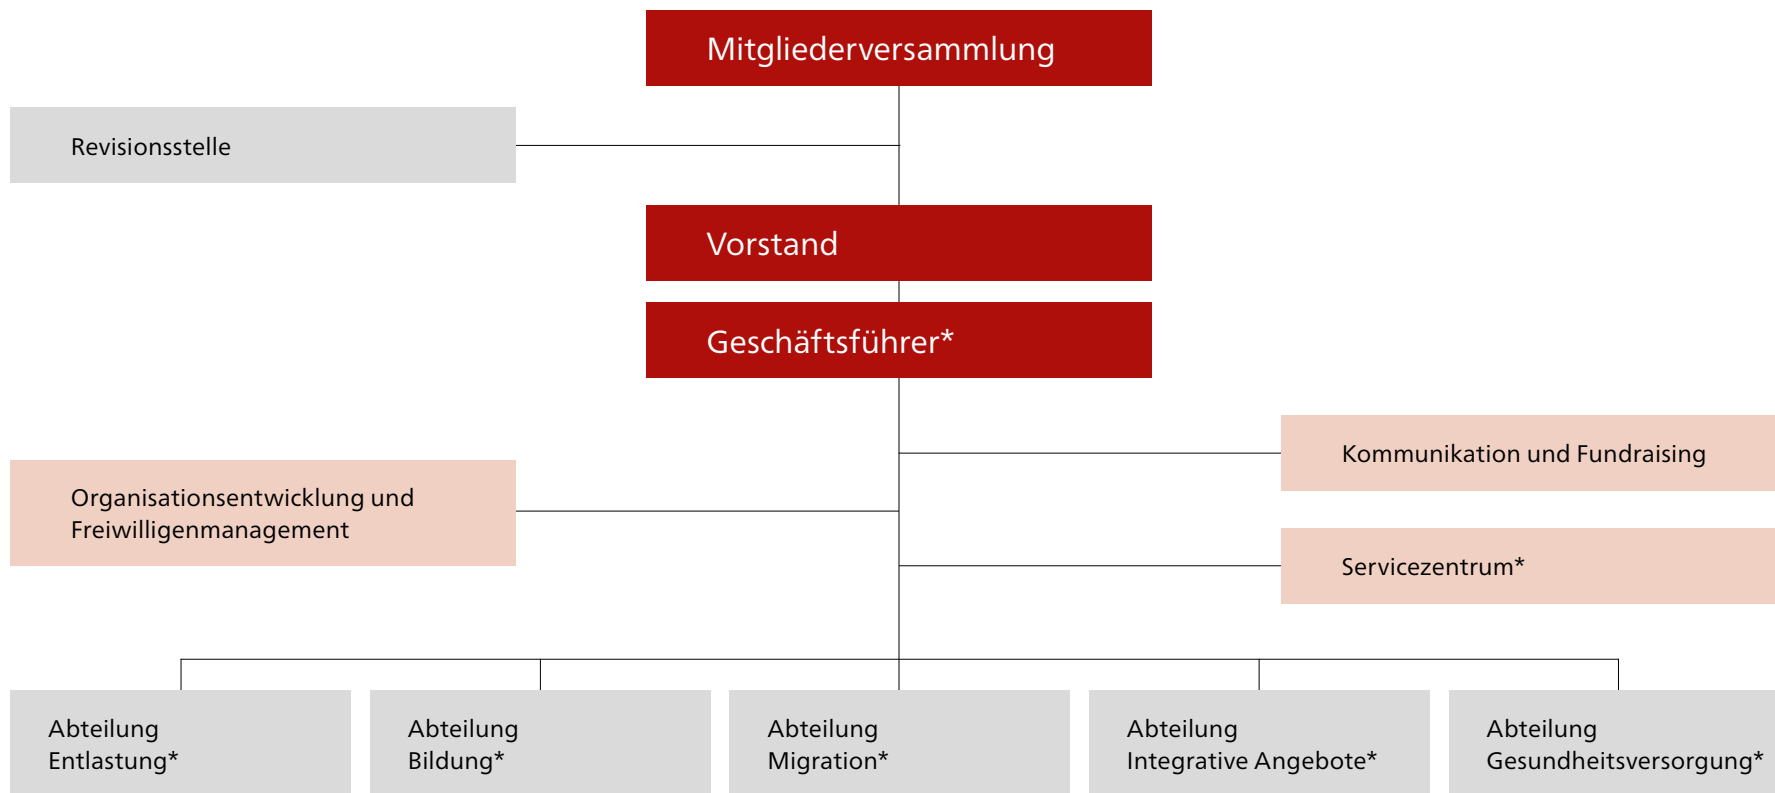 Mitgliederversammlung
Revisionsstelle
Vorstand
Geschäftsführer*
Kommunikation und Fundraising
Organisationsentwicklung und
Freiwilligenmanagement
Servicezentrum*
Abteilung
Entlastung*
Abteilung
Bildung*
Abteilung
Migration*
Abteilung
Integrative Angebote*
Abteilung
Gesundheitsversorgung*